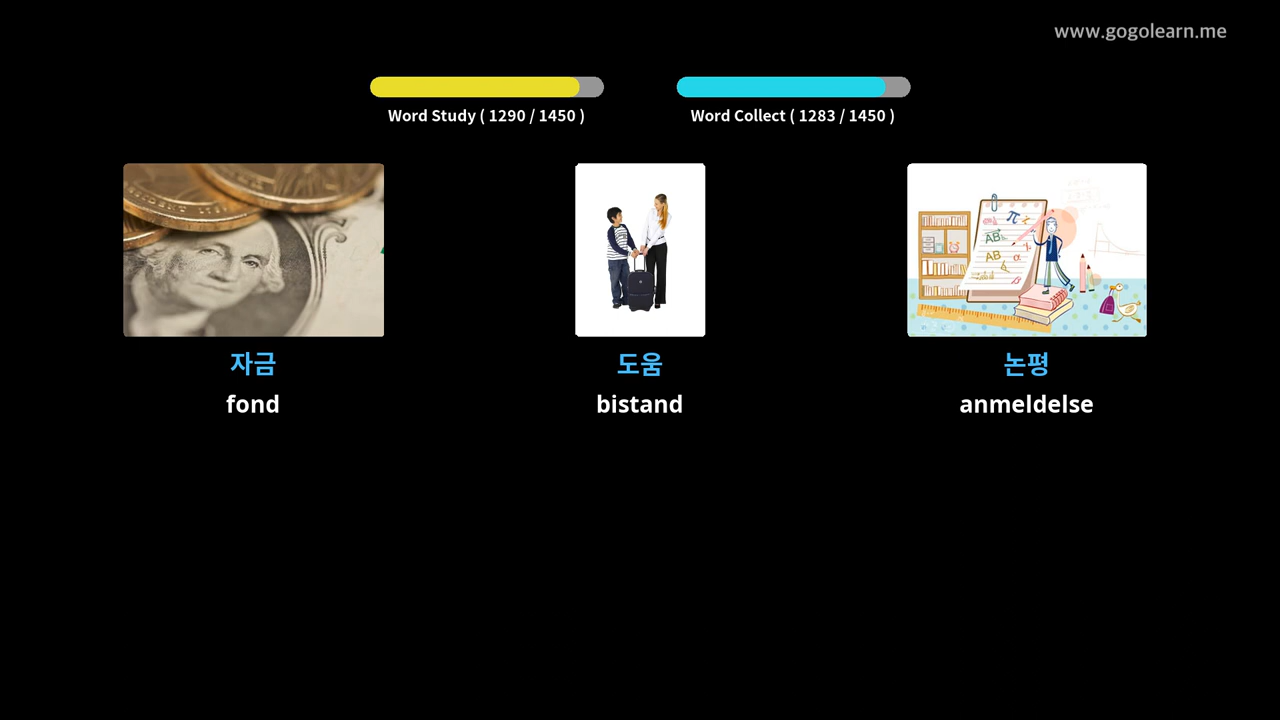 www.gogolearn.me
Word Study ( 1290 / 1450 )
Word Collect ( 1283 / 1450 )
자금
fond
도움
bistand
논평
anmeldelse